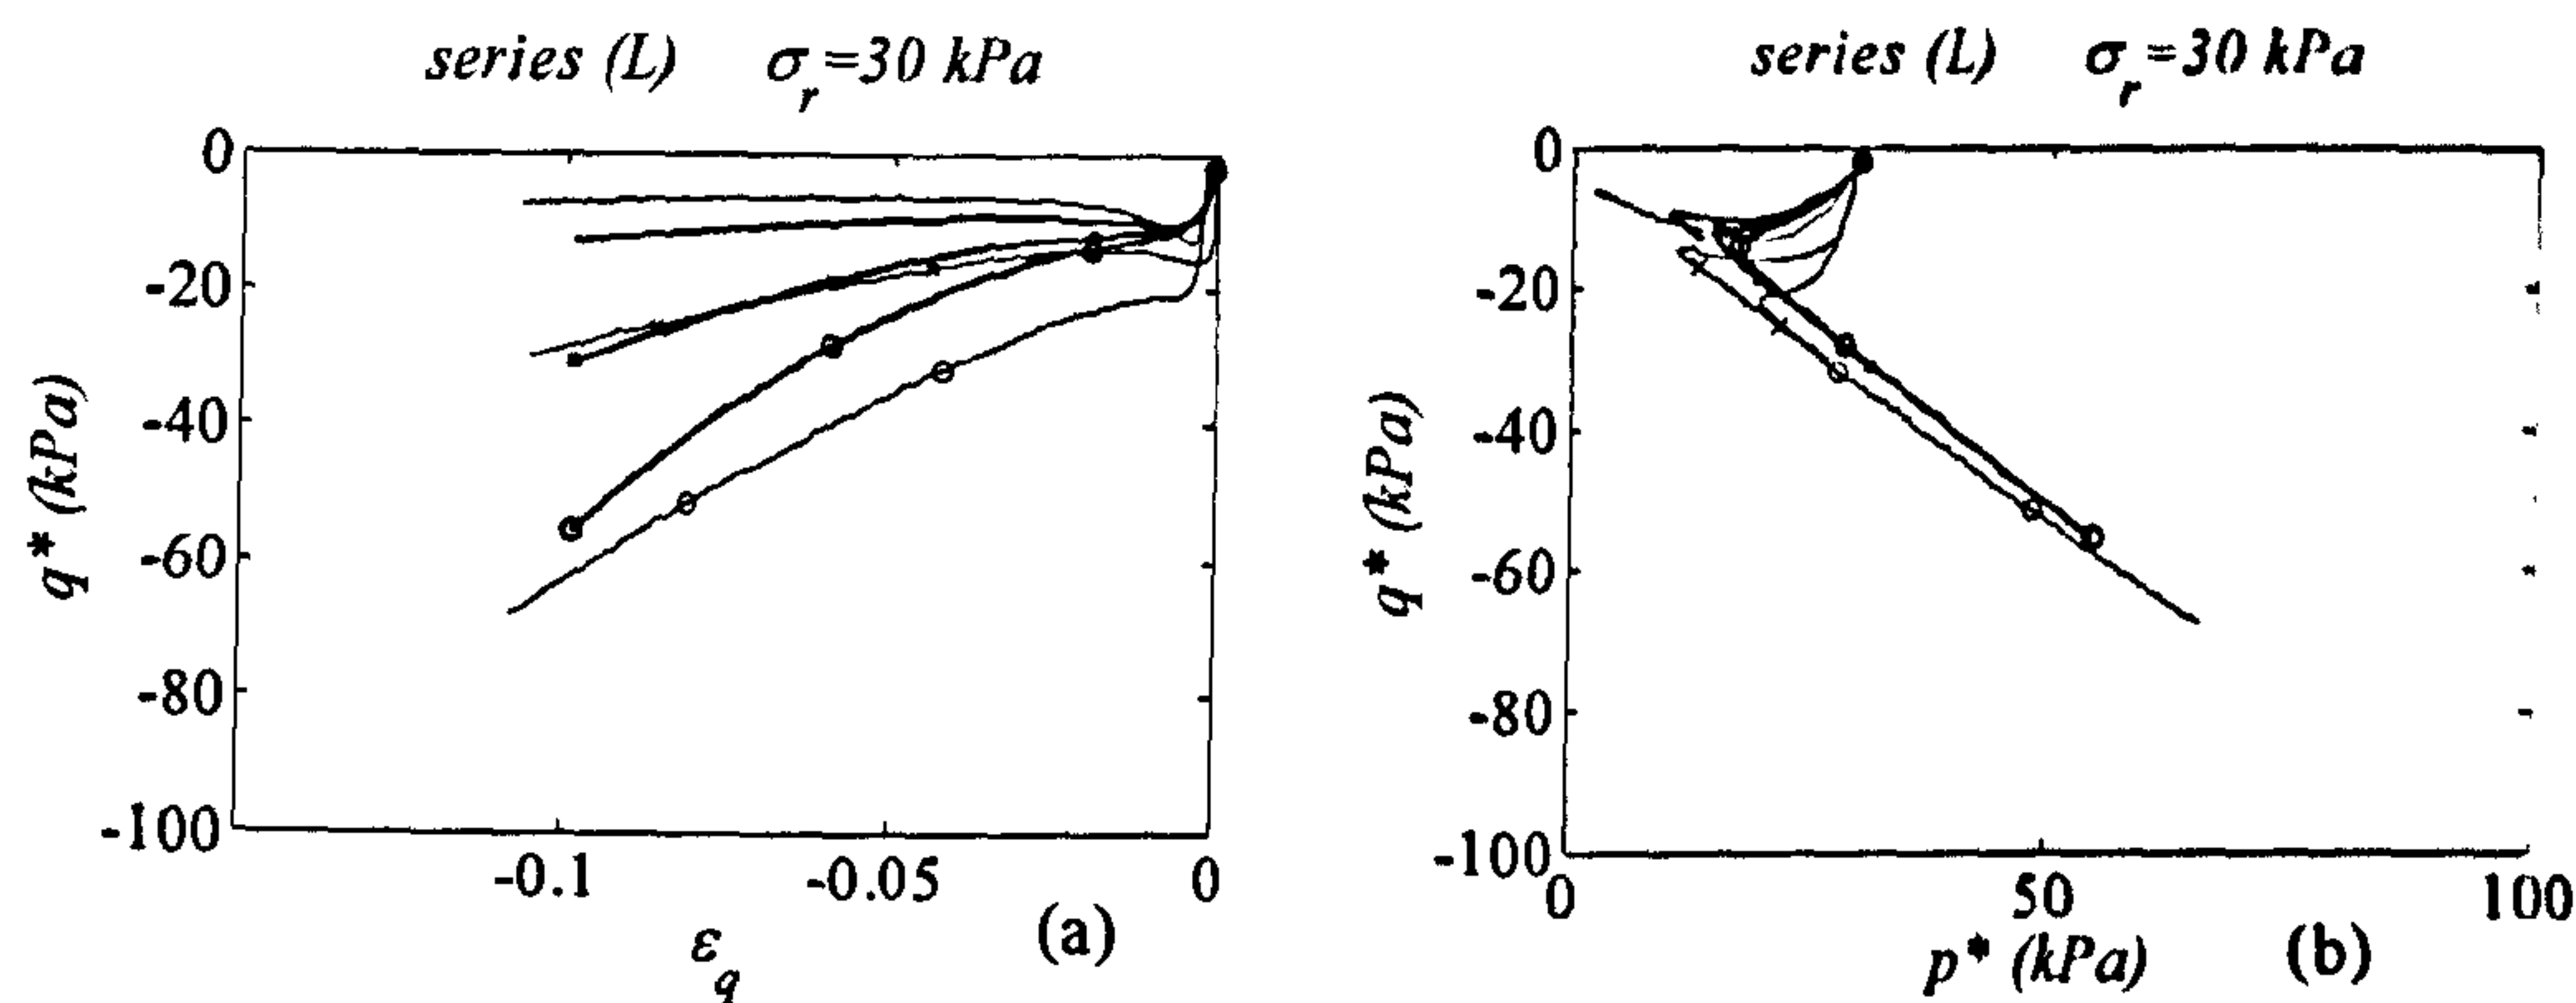 series (L) σr=30 kPa
0
-20
-40
-60
-80
-100
q* (kPa)
-0.1
-0.05
0
εq
(a)
series (L) σr=30 kPa
0
-20
-40
-60
-80
-100
q* (kPa)
0
50
100
p* (kPa)
(b)